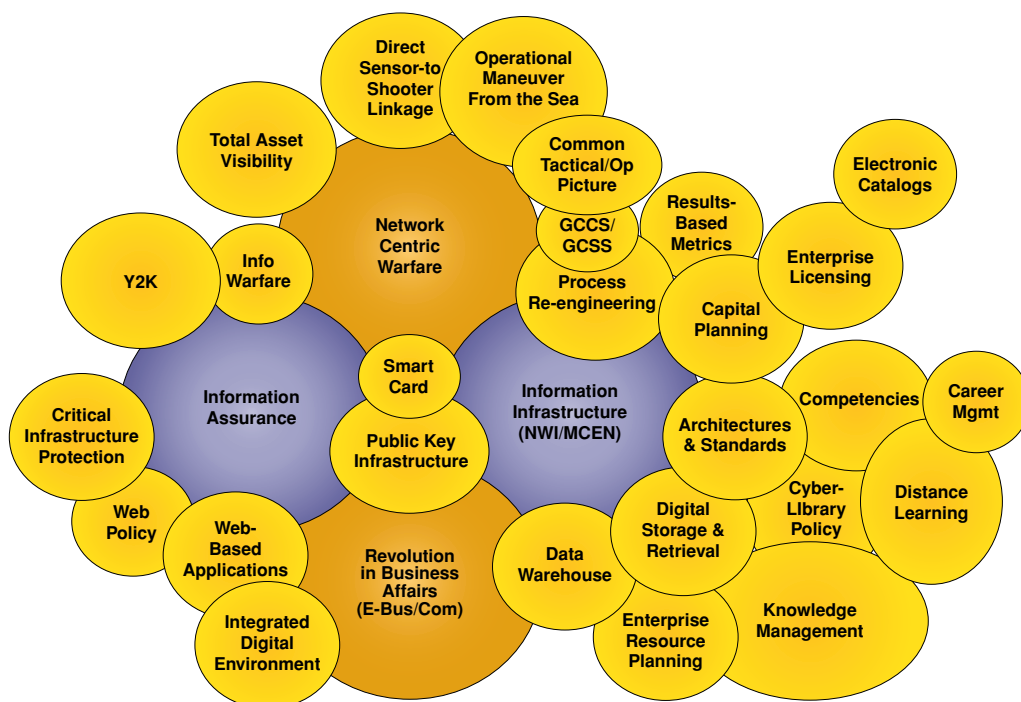 Direct
Sensor-to
Shooter
Linkage
Operational
Maneuver
From the Sea
Total Asset
Visibility
Common
Tactical/Op
Picture
Electronic
Catalogs
Network
Centric
Warfare
GCCS/
GCSS
Results-
Based
Metrics
Y2K
Info
Warfare
Process
Re-engineering
Enterprise
Licensing
Capital
Planning
Smart
Card
Information
Assurance
Information
Infrastructure
(NWI/MCEN)
Competencies
Career
Mgmt
Critical
Infrastructure
Protection
Public Key
Infrastructure
Architectures
& Standards
Web
Policy
Web-
Based
Applications
Digital
Storage &
Retrieval
Cyber-
LIbrary
Policy
Distance
Learning
Revolution
in Business
Affairs
(E-Bus/Com)
Data
Warehouse
Integrated
Digital
Environment
Enterprise
Resource
Planning
Knowledge
Management